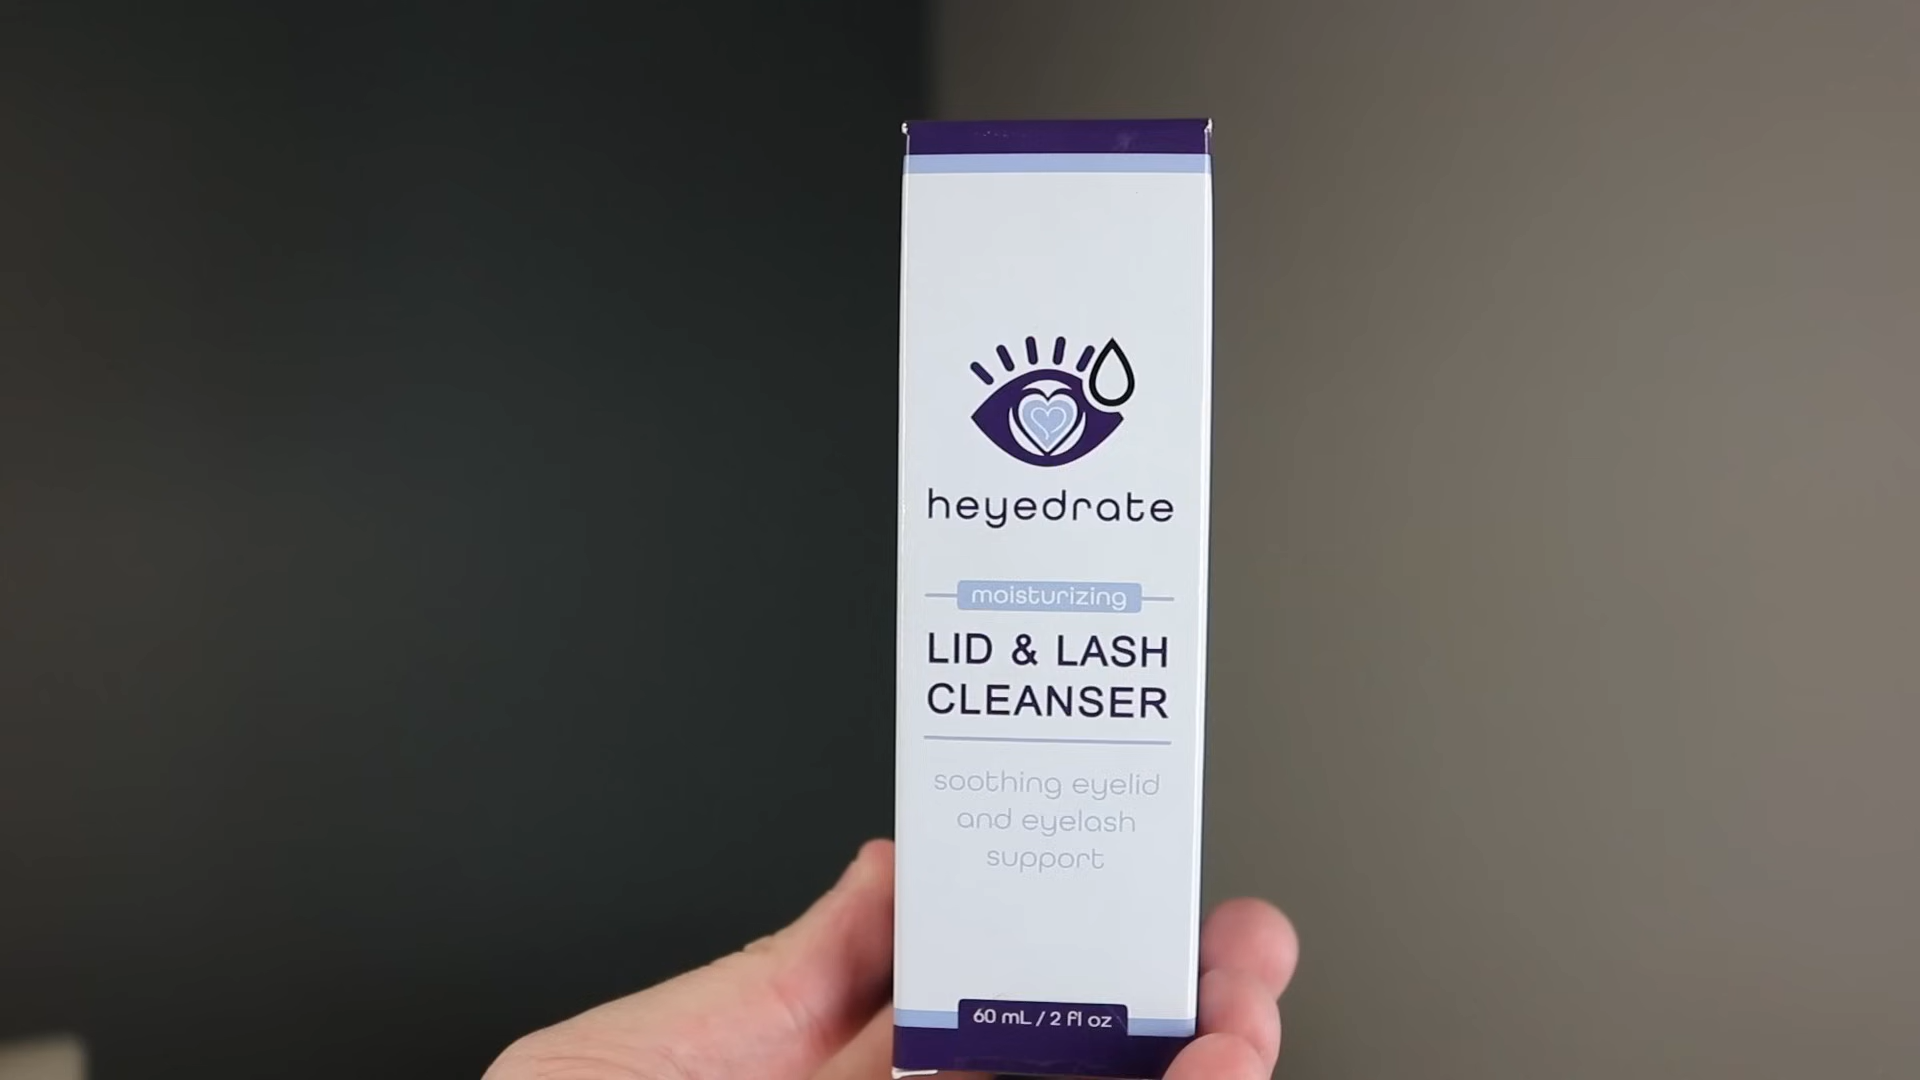 heyedrate
moisturizing
LID & LASH
CLEANSER
soothing eyelid
and eyelash
support
60 mL / 2 fl oz